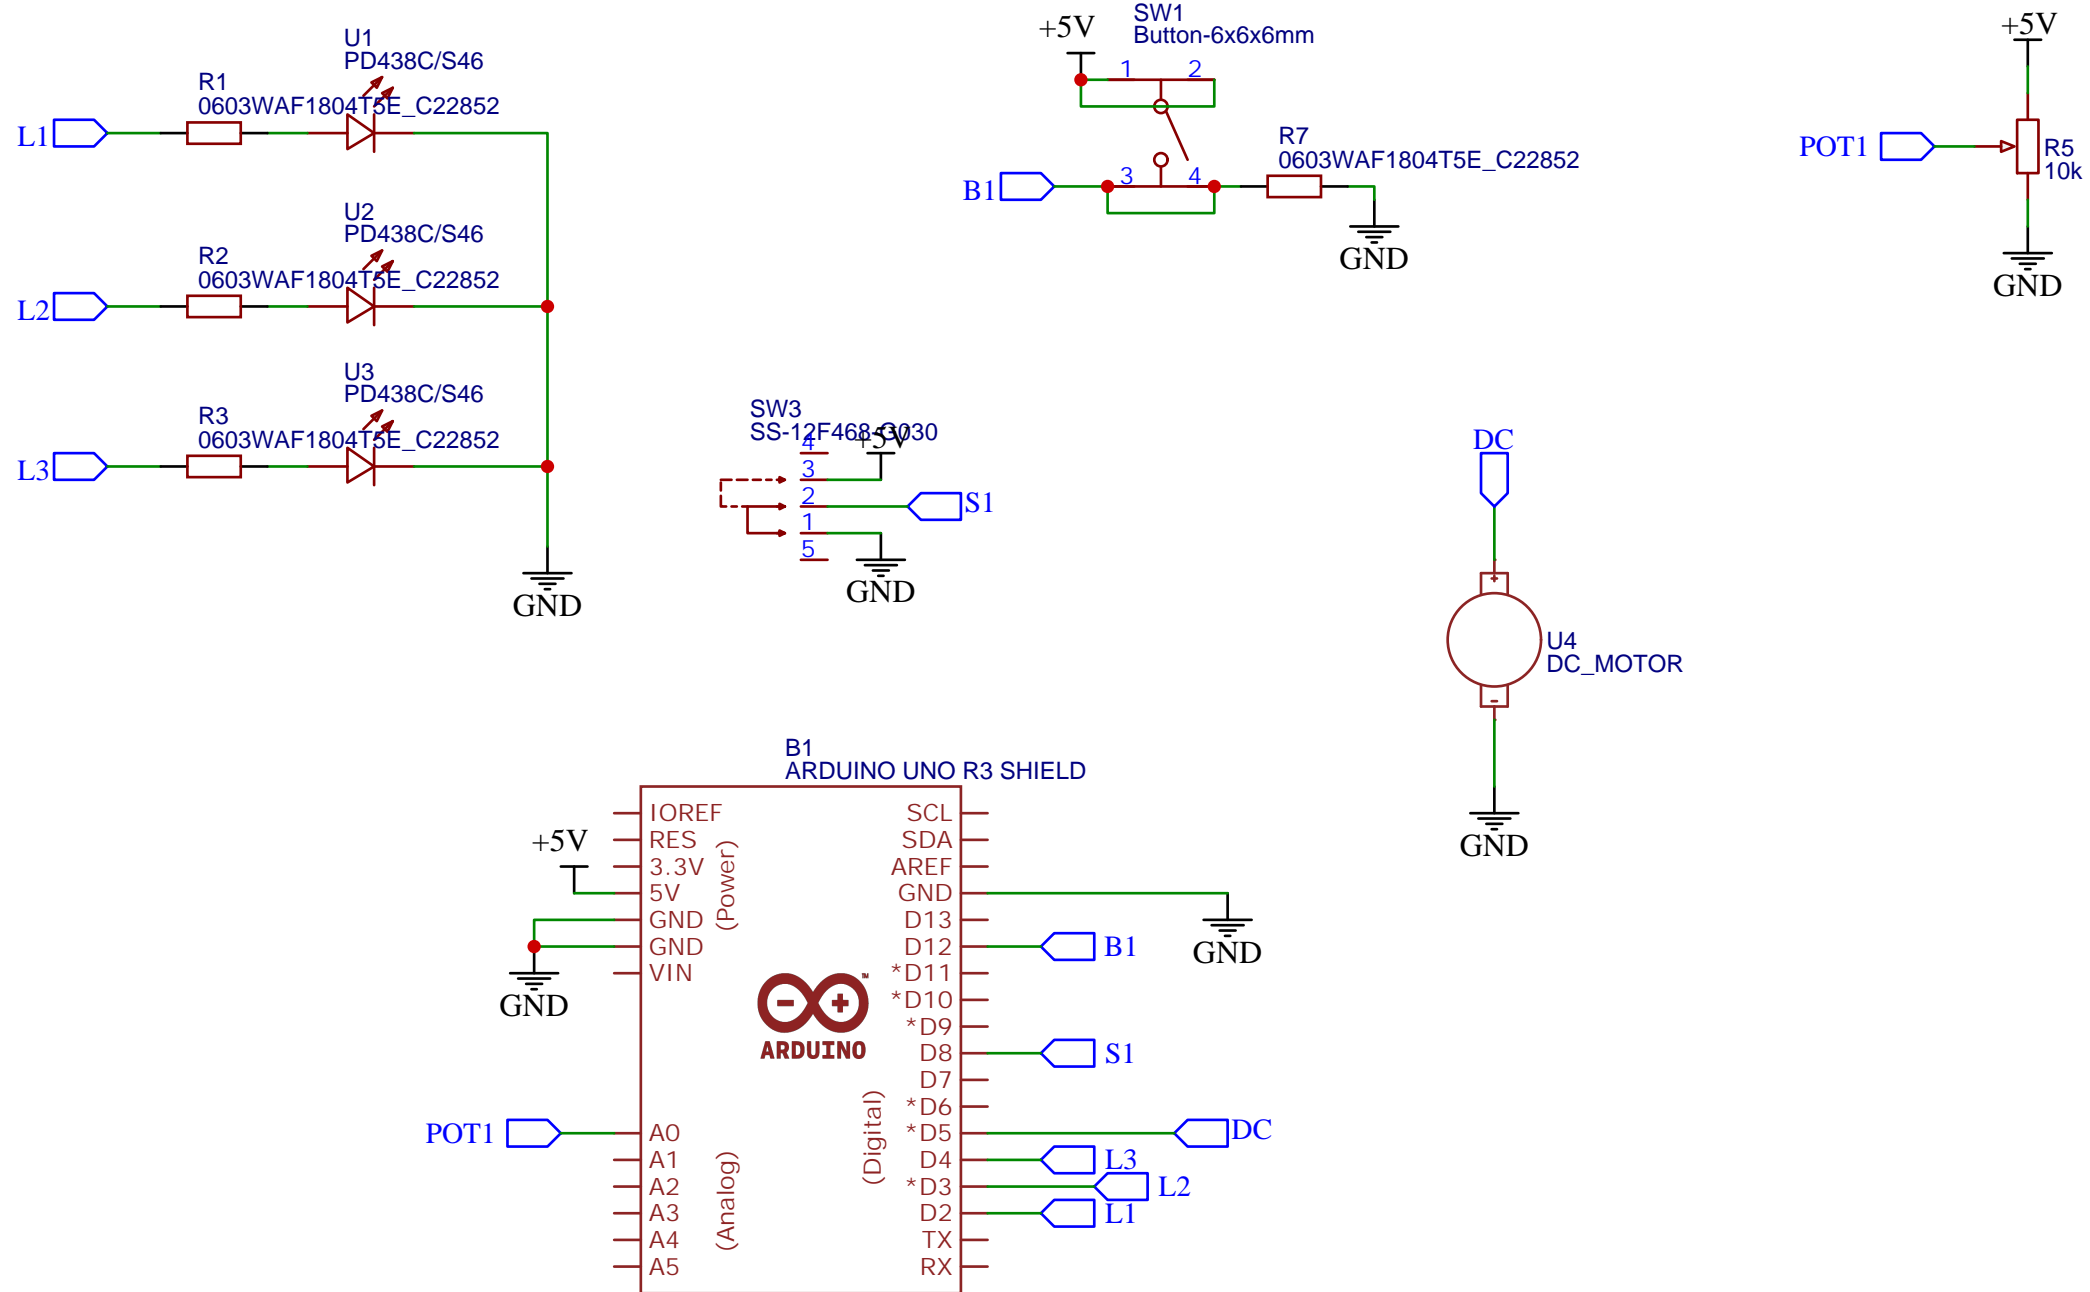 U1
PD438C/S46
R1
0603WAF1804T5E_C22852
L1
U2
PD438C/S46
R2
0603WAF1804T5E_C22852
L2
U3
PD438C/S46
R3
0603WAF1804T5E_C22852
L3
GND
+5V
SW1
Button-6x6x6mm
1 2
3 4
B1
R7
0603WAF1804T5E_C22852
GND
+5V
POT1
R5
10k
GND
SW3
SS-12F468-G030
+5V
4
3
2
1
5
S1
GND
DC
+
U4
DC_MOTOR
-
GND
B1
ARDUINO UNO R3 SHIELD
+5V
IOREF
RES
3.3V
5V
GND
GND
VIN
(Power)
GND
POT1
A0
A1
A2
A3
A4
A5
(Analog)
ARDUINO
TM
SCL
SDA
AREF
GND
D13
D12
*D11
*D10
*D9
D8
D7
*D6
*D5
D4
*D3
D2
TX
RX
(Digital)
GND
B1
S1
DC
L3
L2
L1